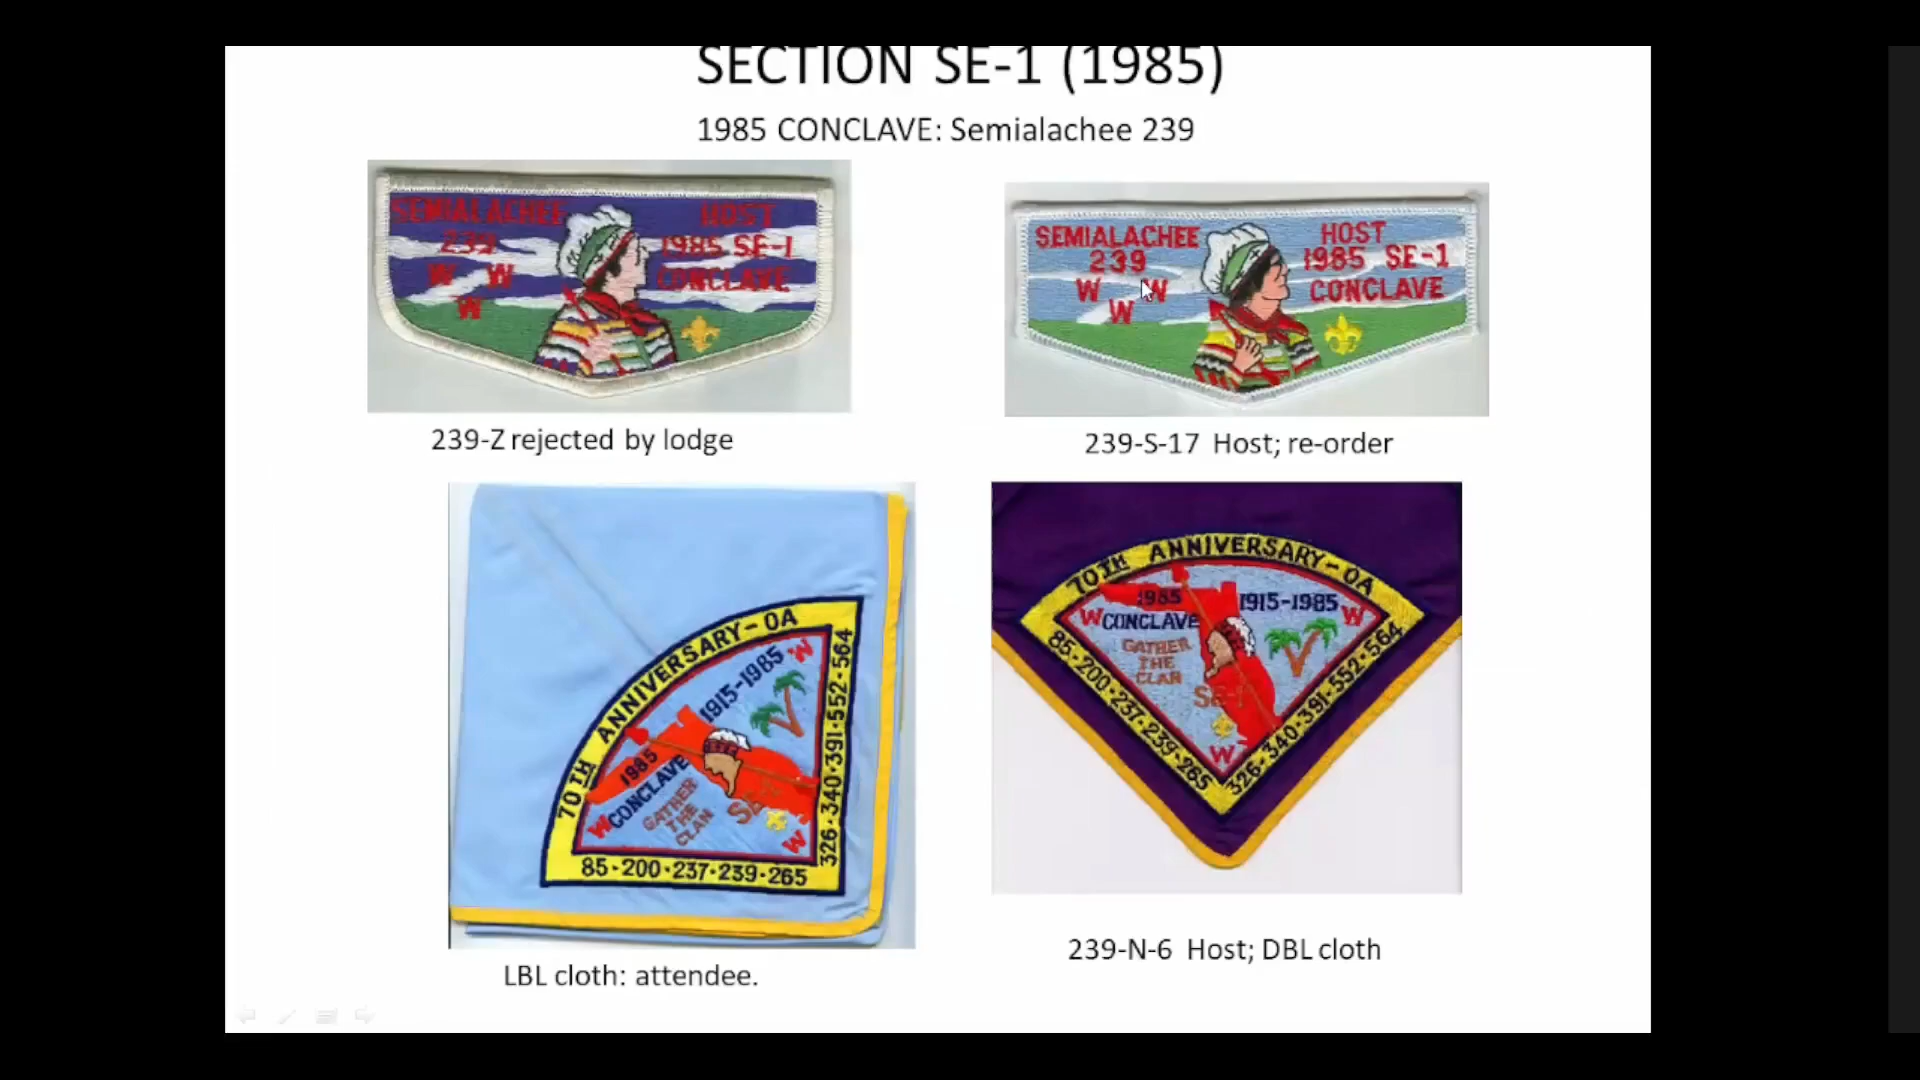 SECTION SE-1 (1985)
1985 CONCLAVE: Semialachee 239
SEMIALACHEE
239
W W
W
HOST
1985 SE-1
CONCLAVE
239-Z rejected by lodge
SEMIALACHEE
239
W W
W
HOST
1985 SE-1
CONCLAVE
239-S-17 Host; re-order
70TH ANNIVERSARY-OA
1915-1985
W
1985
W CONCLAVE
GATHER
THE
CLAN
W
85·200·237·239·265
326·340·391·552·564
LBL cloth: attendee.
70TH ANNIVERSARY-OA
1985
1915-1985
W CONCLAVE
W
GATHER
THE
CLAN
SE-1
W
85·200·237·239·265
326·340·391·552·564
239-N-6 Host; DBL cloth